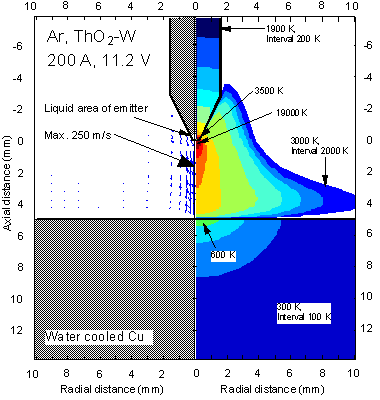 Ar, ThO2-W
200 A, 11.2 V
1900 K,
Interval 200 K
Liquid area of emitter
3500 K
Max. 250 m/s
19000 K
3000 K,
Interval 2000 K
600 K
300 K,
Interval 100 K
Water cooled Cu
Axial distance (mm)
-8
-6
-4
-2
0
2
4
6
8
10
12
-6
-4
-2
0
2
4
6
8
10
12
10 8 6 4 2 0 0 2 4 6 8 10
Radial distance (mm) Radial distance (mm)